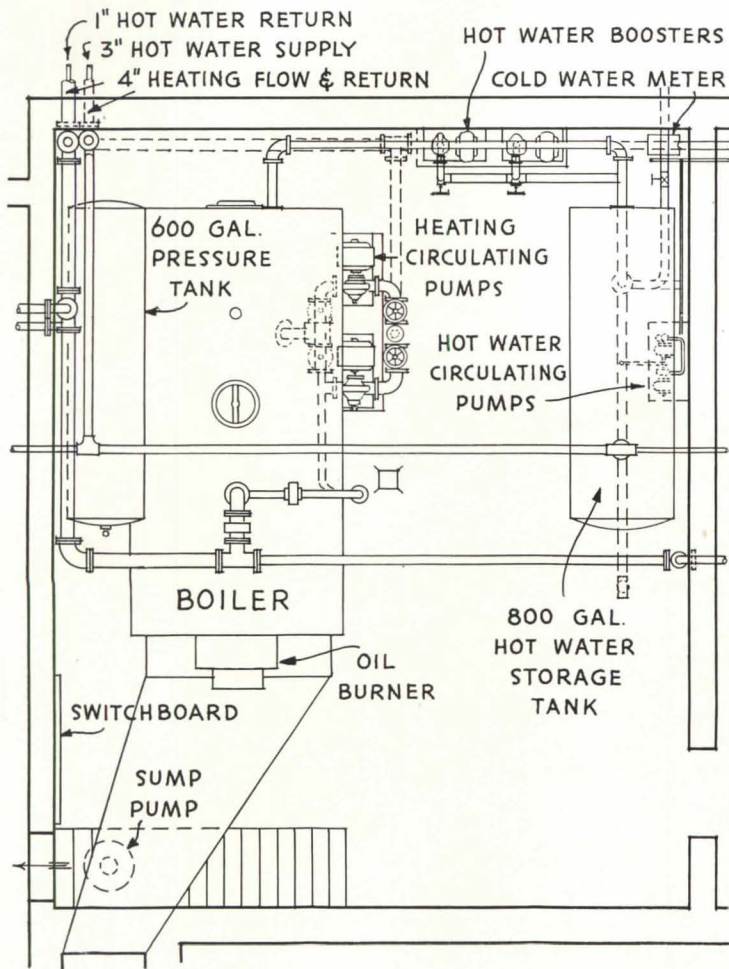 1" HOT WATER RETURN
3" HOT WATER SUPPLY
4" HEATING FLOW & RETURN
HOT WATER BOOSTERS
COLD WATER METER
600 GAL.
PRESSURE
TANK
HEATING
CIRCULATING
PUMPS
HOT WATER
CIRCULATING
PUMPS
BOILER
OIL
BURNER
800 GAL.
HOT WATER
STORAGE
TANK
SWITCHBOARD
SUMP
PUMP